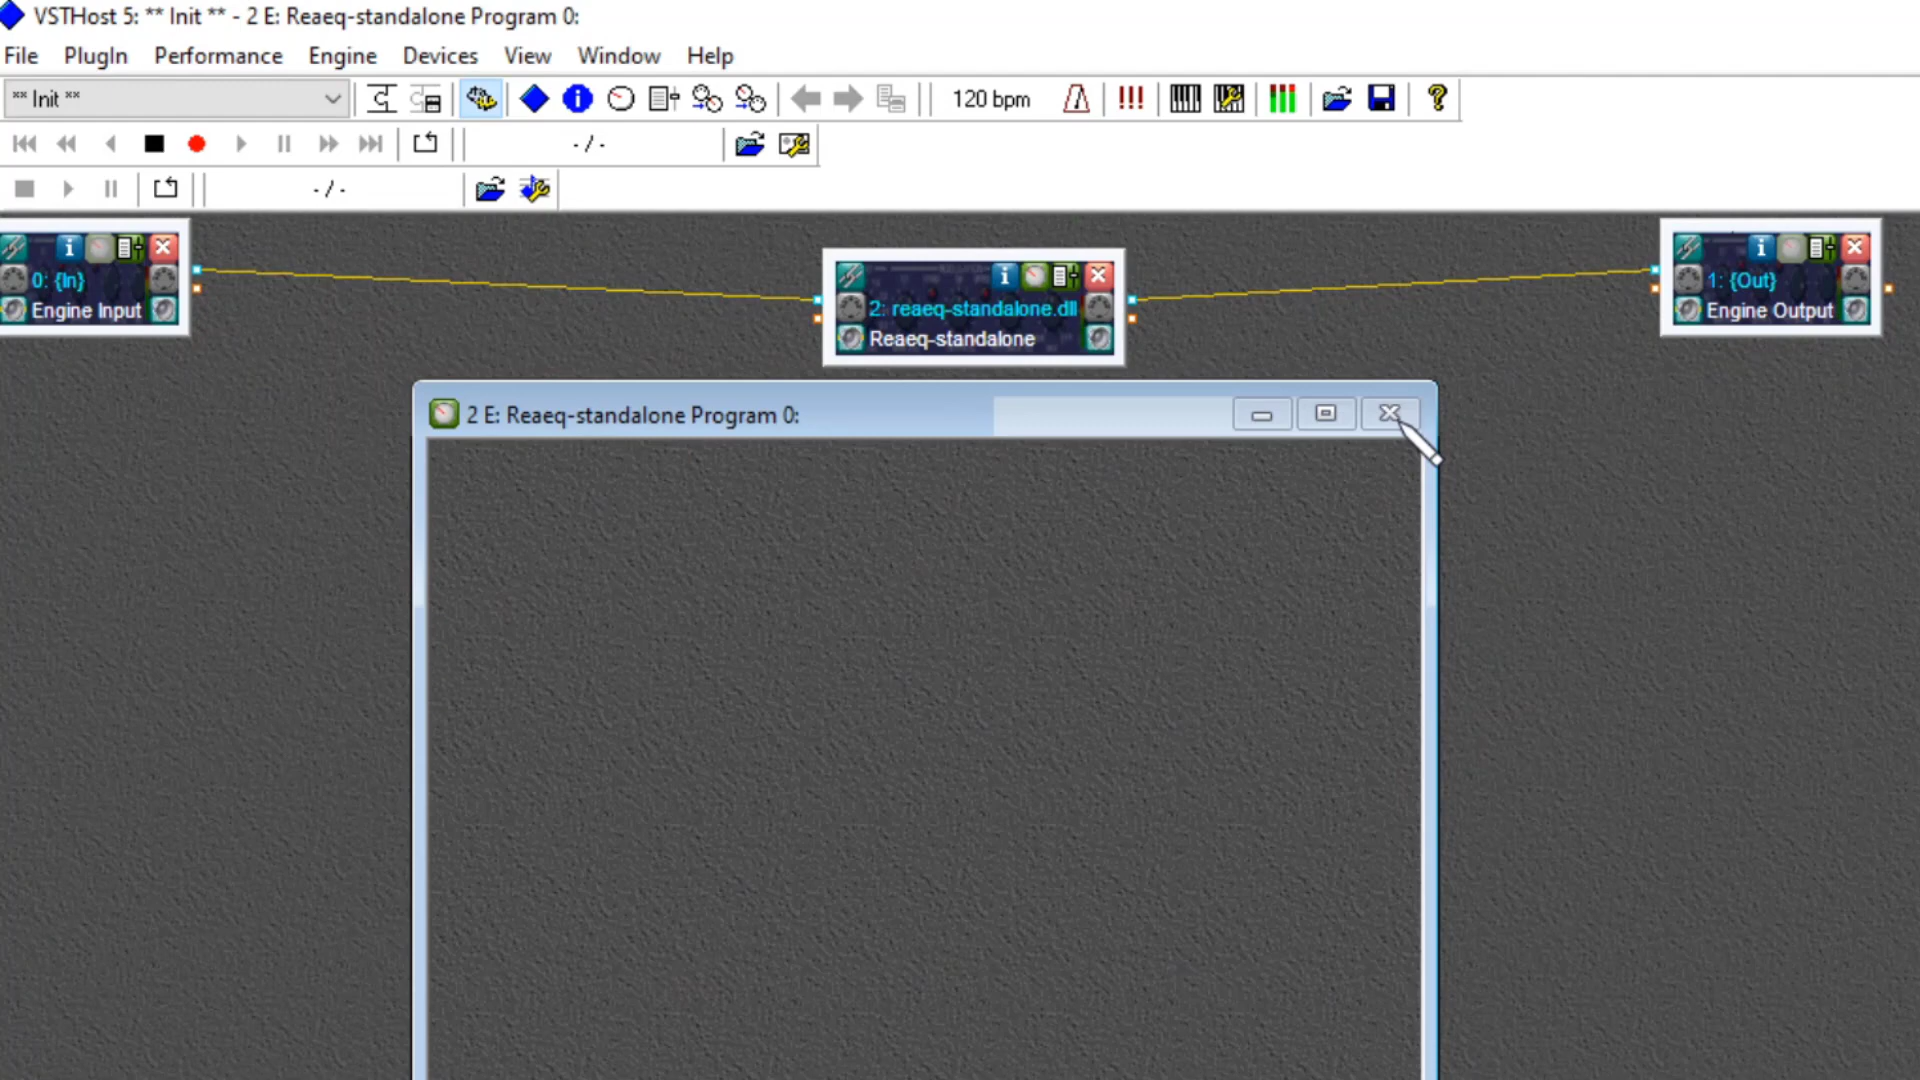 VSTHost 5: ** Init ** - 2 E: Reaeq-standalone Program 0:
File PlugIn Performance Engine Devices View Window Help
** Init **
120 bpm
!!!
?
- / -
- / -
0: {In}
Engine Input
2: reaeq-standalone.dll
Reaeq-standalone
1: {Out}
Engine Output
2 E: Reaeq-standalone Program 0: